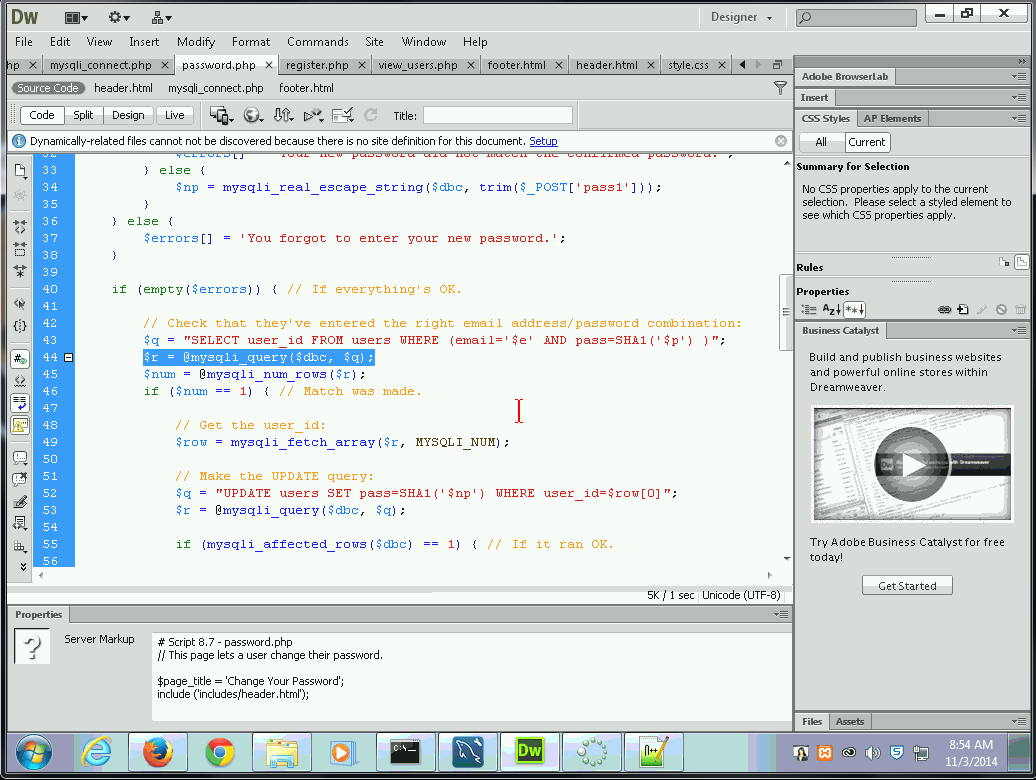 Dw
Designer
File Edit View Insert Modify Format Commands Site Window Help
hp × mysqli_connect.php × password.php × register.php × view_users.php × footer.html × header.html × style.css ×
Source Code header.html mysqli_connect.php footer.html
Code Split Design Live Title:
Dynamically-related files cannot not be discovered because there is no site definition for this document. Setup
32 $errors[] = 'Your new password did not match the confirmed password.';
33 } else {
34 $np = mysqli_real_escape_string($dbc, trim($_POST['pass1']));
35 }
36 } else {
37 $errors[] = 'You forgot to enter your new password.';
38 }
39
40 if (empty($errors)) { // If everything's OK.
41
42 // Check that they've entered the right email address/password combination:
43 $q = "SELECT user_id FROM users WHERE (email='$e' AND pass=SHA1('$p') )";
44 $r = @mysqli_query($dbc, $q);
45 $num = @mysqli_num_rows($r);
46 if ($num == 1) { // Match was made.
47
48 // Get the user_id:
49 $row = mysqli_fetch_array($r, MYSQLI_NUM);
50
51 // Make the UPDATE query:
52 $q = "UPDATE users SET pass=SHA1('$np') WHERE user_id=$row[0]";
53 $r = @mysqli_query($dbc, $q);
54
55 if (mysqli_affected_rows($dbc) == 1) { // If it ran OK.
56
5K / 1 sec Unicode (UTF-8)
Properties
Server Markup
# Script 8.7 - password.php
// This page lets a user change their password.
$page_title = 'Change Your Password';
include ('includes/header.html');
Adobe BrowserLab
Insert
CSS Styles AP Elements
All Current
Summary for Selection
No CSS properties apply to the current
selection. Please select a styled element to
see which CSS properties apply.
Rules
Properties
Business Catalyst
Build and publish business websites
and powerful online stores within
Dreamweaver.
Try Adobe Business Catalyst for free
today!
Get Started
Files Assets
Dw
8:54 AM
11/3/2014